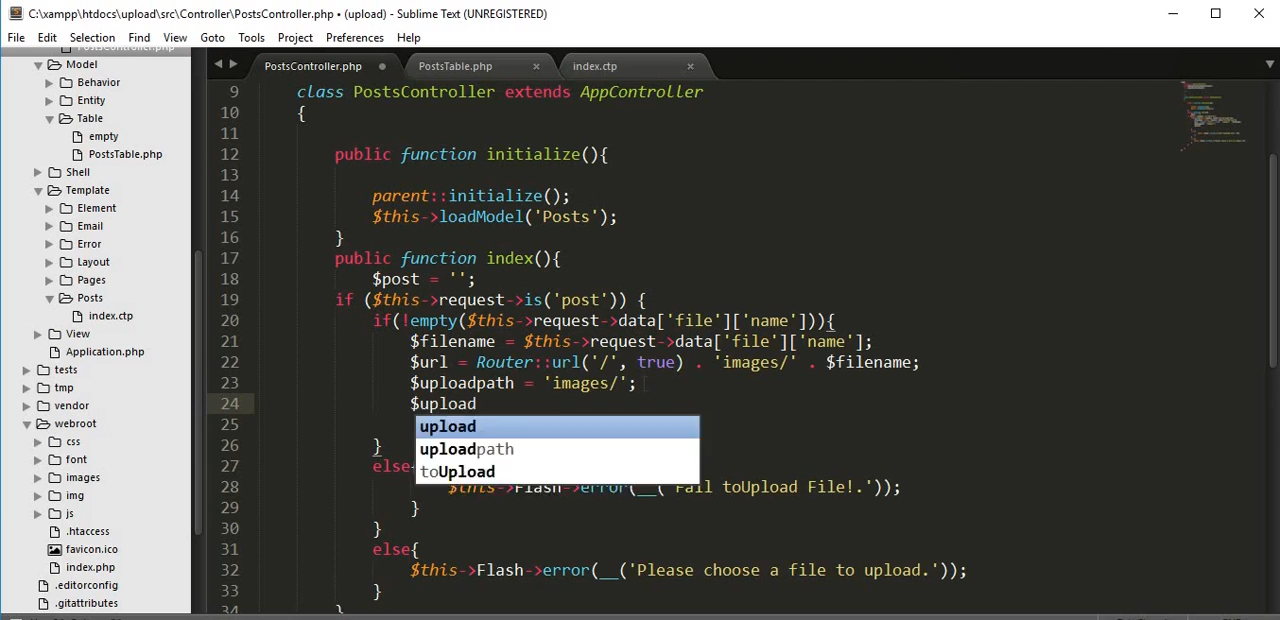 C:\xampp\htdocs\upload\src\Controller\PostsController.php • (upload) - Sublime Text (UNREGISTERED)
File Edit Selection Find View Goto Tools Project Preferences Help
PostsController.php
Model
Behavior
Entity
Table
empty
PostsTable.php
Shell
Template
Element
Email
Error
Layout
Pages
Posts
index.ctp
View
Application.php
tests
tmp
vendor
webroot
css
font
images
img
js
.htaccess
favicon.ico
index.php
.editorconfig
.gitattributes
PostsController.php PostsTable.php index.ctp
9 class PostsController extends AppController
10 {
11
12 public function initialize(){
13
14 parent::initialize();
15 $this->loadModel('Posts');
16 }
17 public function index(){
18 $post = '';
19 if ($this->request->is('post')) {
20 if(!empty($this->request->data['file']['name'])){
21 $filename = $this->request->data['file']['name'];
22 $url = Router::url('/', true) . 'images/' . $filename;
23 $uploadpath = 'images/';
24 $upload
upload
25
uploadpath
26 }
toUpload
27 else{
28 $this->Flash->error(__('Fail toUpload File!.'));
29 }
30 }
31 else{
32 $this->Flash->error(__('Please choose a file to upload.'));
33 }
34 }